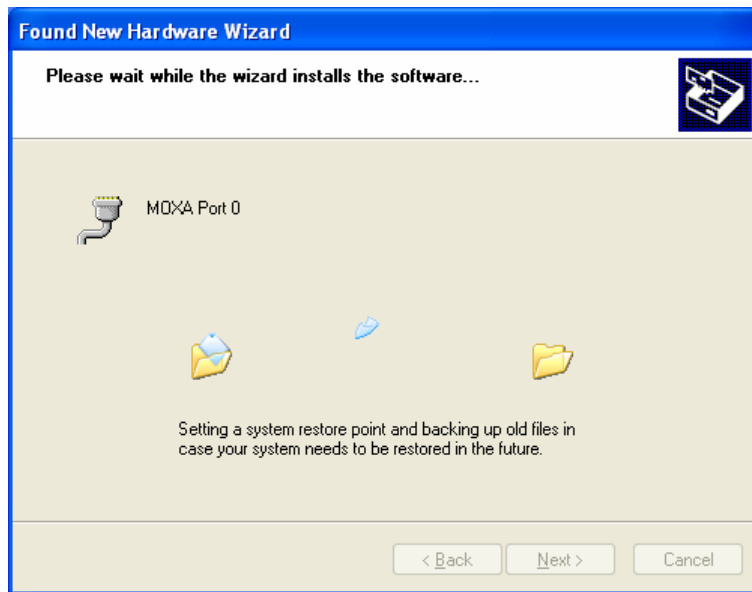 Found New Hardware Wizard
Please wait while the wizard installs the software...
MOXA Port 0
Setting a system restore point and backing up old files in
case your system needs to be restored in the future.
< Back
Next >
Cancel